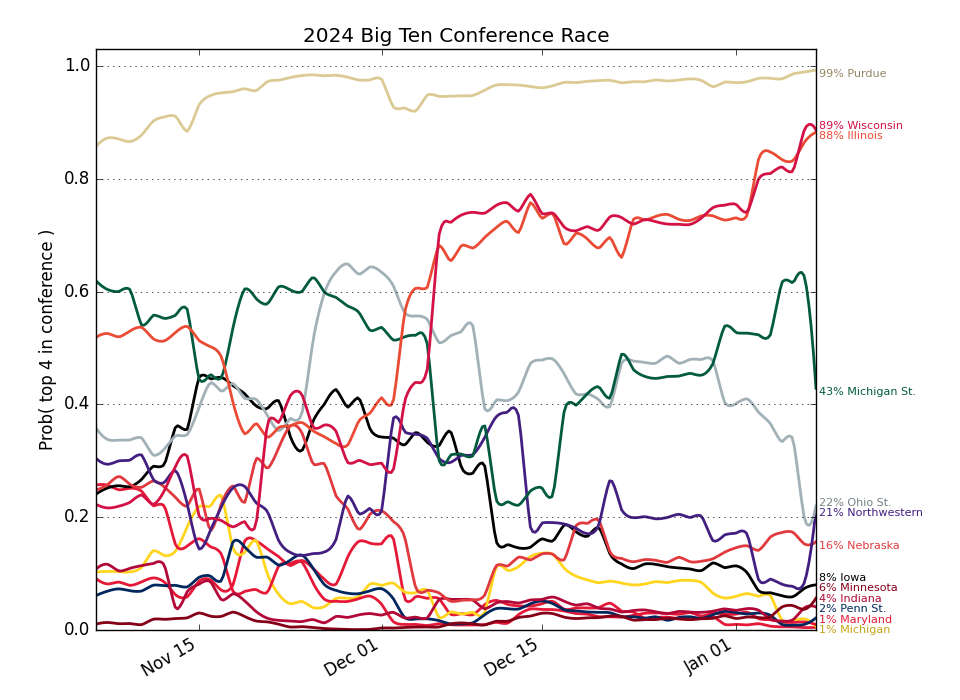 2024 Big Ten Conference Race
Prob( top 4 in conference )
1.0
0.8
0.6
0.4
0.2
0.0
Nov 15
Dec 01
Dec 15
Jan 01
99% Purdue
89% Wisconsin
88% Illinois
43% Michigan St.
22% Ohio St.
21% Northwestern
16% Nebraska
8% Iowa
6% Minnesota
4% Indiana
2% Penn St.
1% Maryland
1% Michigan